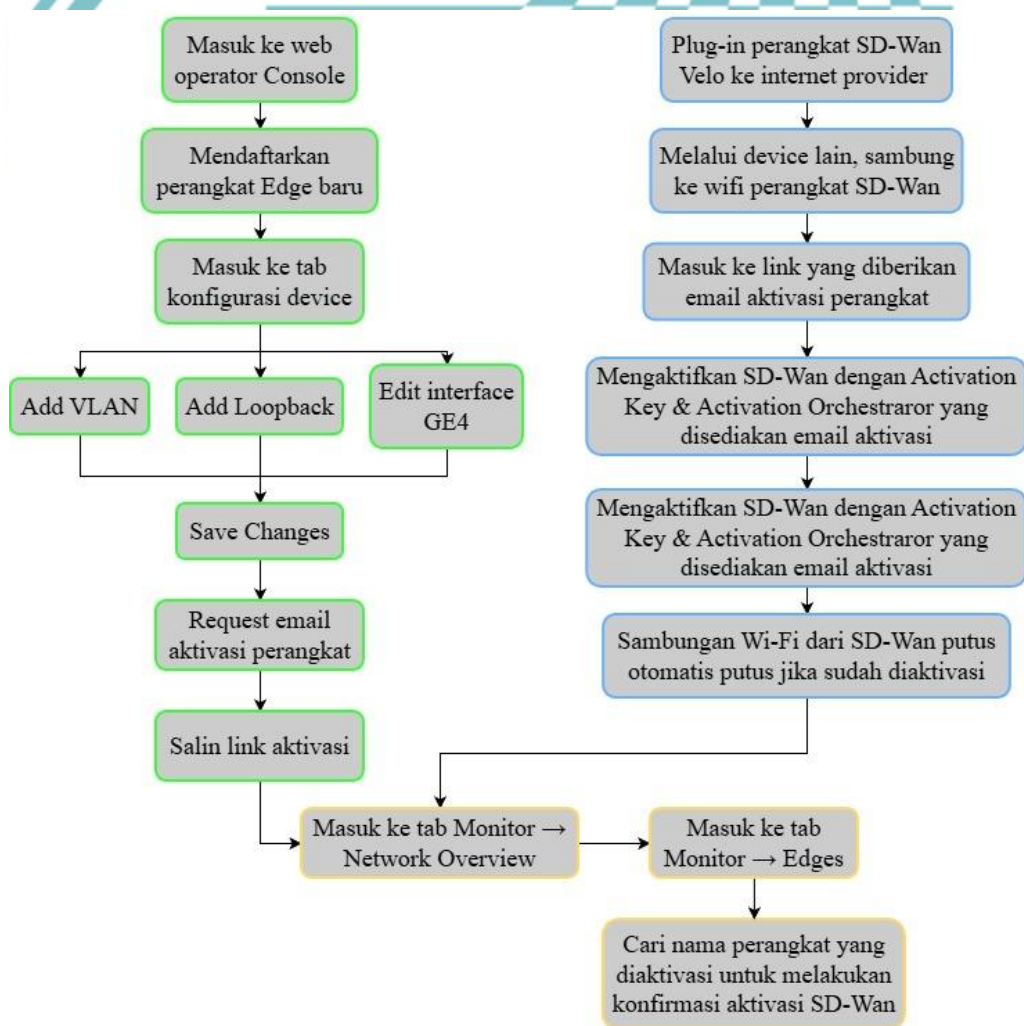 Masuk ke web
operator Console
Mendaftarkan
perangkat Edge baru
Masuk ke tab
konfigurasi device
Add VLAN
Add Loopback
Edit interface
GE4
Save Changes
Request email
aktivasi perangkat
Salin link aktivasi
Plug-in perangkat SD-Wan
Velo ke internet provider
Melalui device lain, sambung
ke wifi perangkat SD-Wan
Masuk ke link yang diberikan
email aktivasi perangkat
Mengaktifkan SD-Wan dengan Activation
Key & Activation Orchestraror yang
disediakan email aktivasi
Mengaktifkan SD-Wan dengan Activation
Key & Activation Orchestraror yang
disediakan email aktivasi
Sambungan Wi-Fi dari SD-Wan putus
otomatis putus jika sudah diaktivasi
Masuk ke tab Monitor →
Network Overview
Masuk ke tab
Monitor → Edges
Cari nama perangkat yang
diaktivasi untuk melakukan
konfirmasi aktivasi SD-Wan